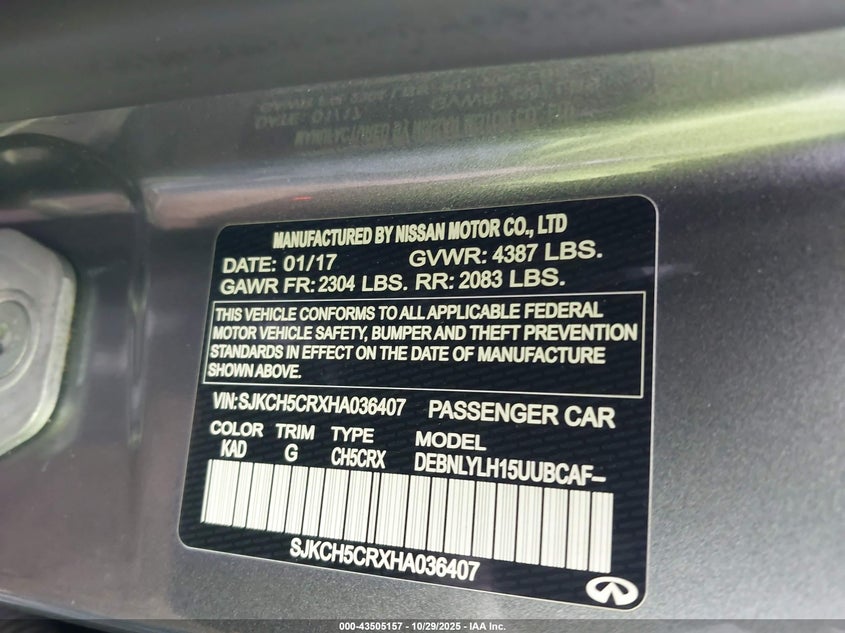 MANUFACTURED BY NISSAN MOTOR CO., LTD
DATE: 01/17 GVWR: 4387 LBS.
GAWR FR: 2304 LBS. RR: 2083 LBS.
THIS VEHICLE CONFORMS TO ALL APPLICABLE FEDERAL
MOTOR VEHICLE SAFETY, BUMPER AND THEFT PREVENTION
STANDARDS IN EFFECT ON THE DATE OF MANUFACTURE
SHOWN ABOVE.
VIN: SJKCH5CRXHA036407 PASSENGER CAR
COLOR TRIM TYPE MODEL
KAD G CH5CRX DEBNLYLH15UUBCAF-
SJKCH5CRXHA036407
000-43505157 - 10/29/2025 - IAA Inc.